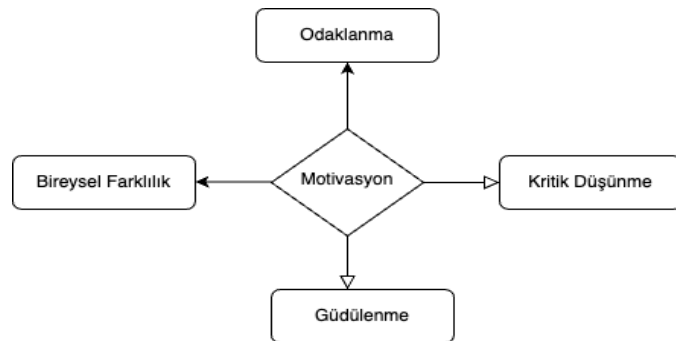 Odaklanma
Bireysel Farklılık
Motivasyon
Kritik Düşünme
Güdülenme